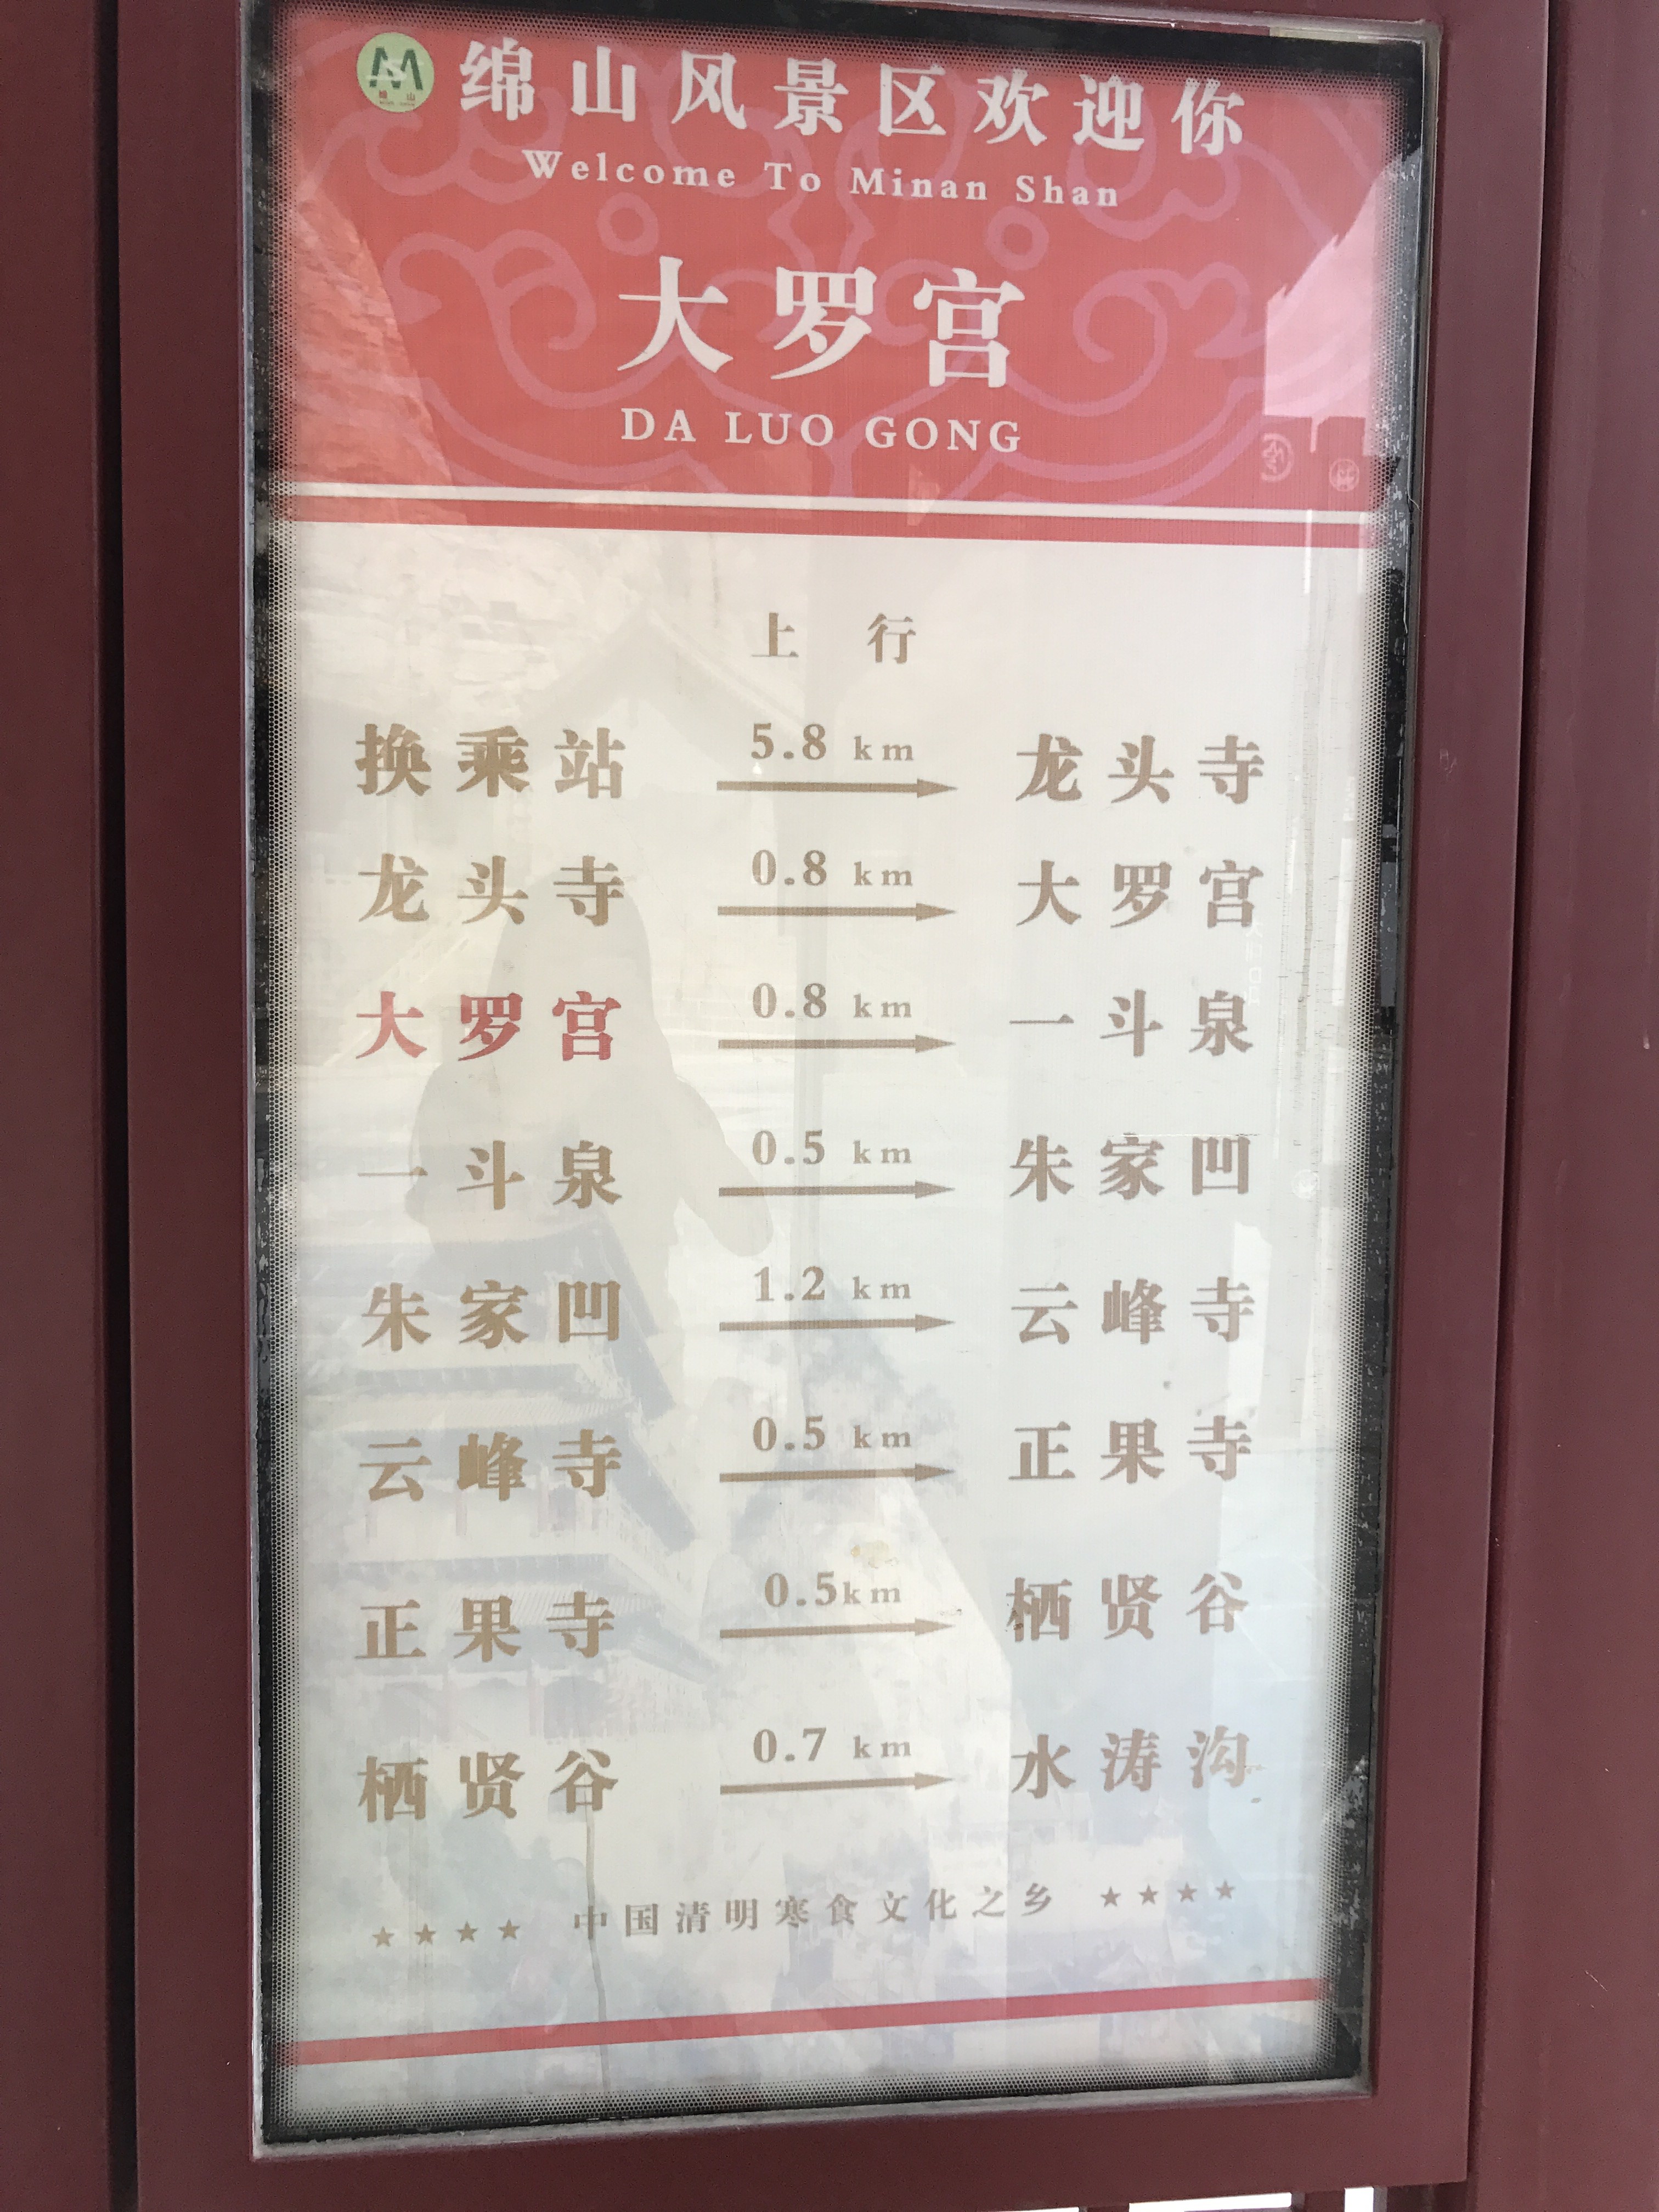 绵山风景区欢迎你
Welcome To Minan Shan
大罗宫
DA LUO GONG
上 行
换乘站 5.8 km 龙头寺
龙头寺 0.8 km 大罗宫
大罗宫 0.8 km 一斗泉
一斗泉 0.5 km 朱家凹
朱家凹 1.2 km 云峰寺
云峰寺 0.5 km 正果寺
正果寺 0.5km 栖贤谷
栖贤谷 0.7 km 水涛沟
★★★★ 中国清明寒食文化之乡 ★★★★